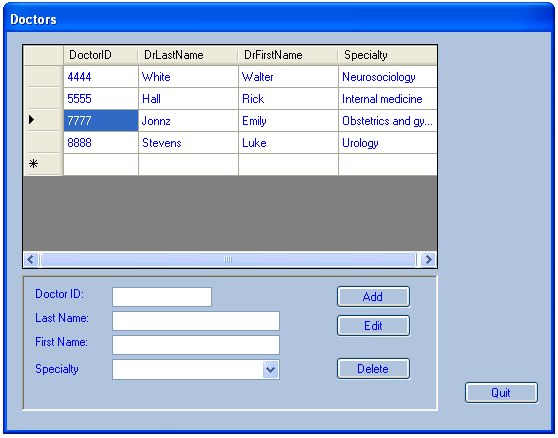 Doctors
DoctorID DrLastName DrFirstName Specialty
4444 White Walter Neurosociology
5555 Hall Rick Internal medicine
7777 Jonnz Emily Obstetrics and gy...
8888 Stevens Luke Urology
Doctor ID: Add
Last Name: Edit
First Name:
Specialty Delete
Quit